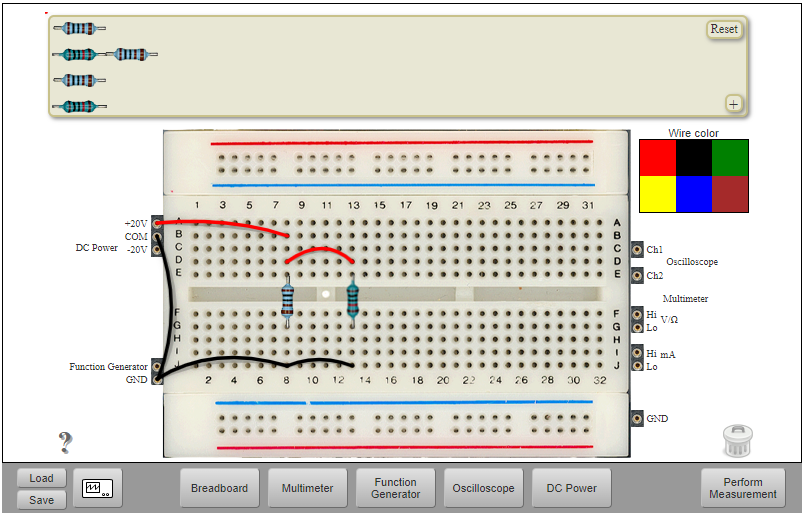 Reset
+
Wire color
1 3 5 7 9 11 13 15 17 19 21 23 25 27 29 31
A A
B B
C C
D D
E E
+20V
COM
DC Power -20V
Ch1
Oscilloscope
Ch2
Multimeter
F F
G G
H H
I I
J J
Hi
V/Ω
Lo
Hi mA
Lo
Function Generator
GND
2 4 6 8 10 12 14 16 18 20 22 24 26 28 30 32
GND
?
Load
Save
Breadboard
Multimeter
Function
Generator
Oscilloscope
DC Power
Perform
Measurement